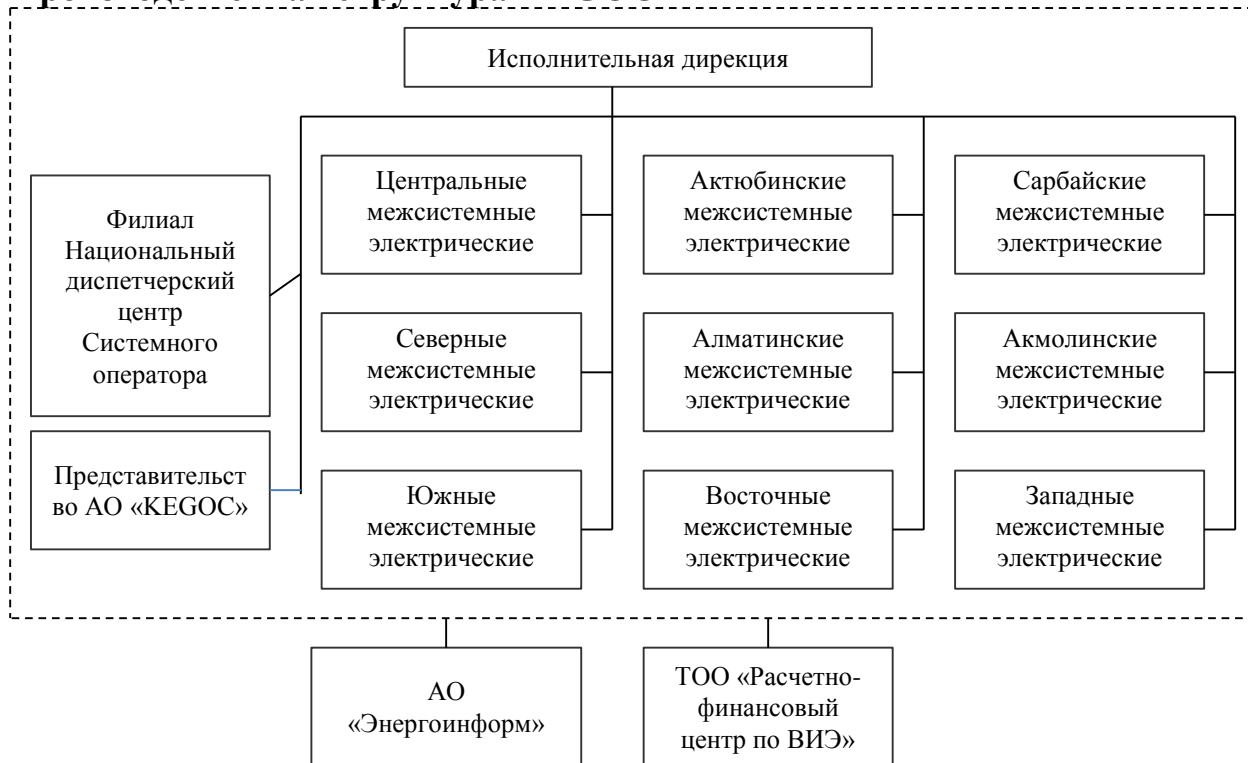 Исполнительная дирекция
Филиал
Национальный
диспетчерский
центр
Системного
оператора
Представительст
во АО «KEGOC»
Центральные
межсистемные
электрические
Актюбинские
межсистемные
электрические
Сарбайские
межсистемные
электрические
Северные
межсистемные
электрические
Алматинские
межсистемные
электрические
Акмолинские
межсистемные
электрические
Южные
межсистемные
электрические
Восточные
межсистемные
электрические
Западные
межсистемные
электрические
АО
«Энергоинформ»
ТОО «Расчетно-
финансовый
центр по ВИЭ»